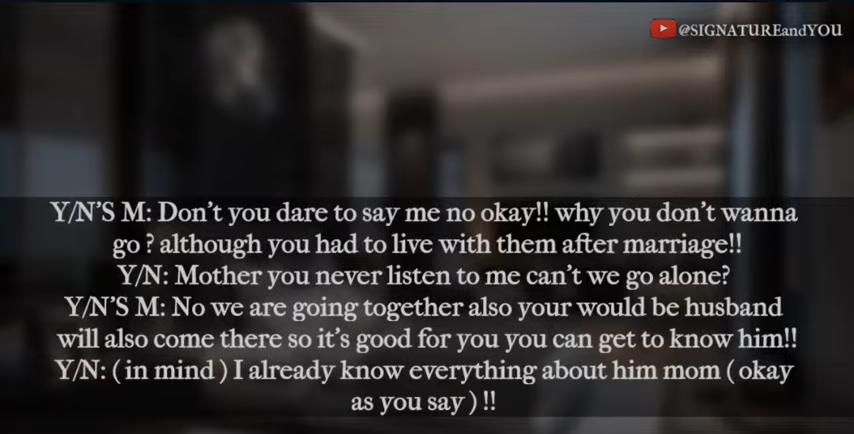 @SIGNATUREandYOU
Y/N'S M: Don't you dare to say me no okay!! why you don't wanna
go ? although you had to live with them after marriage!!
Y/N: Mother you never listen to me can't we go alone?
Y/N'S M: No we are going together also your would be husband
will also come there so it's good for you you can get to know him!!
Y/N: ( in mind ) I already know everything about him mom ( okay
as you say ) !!